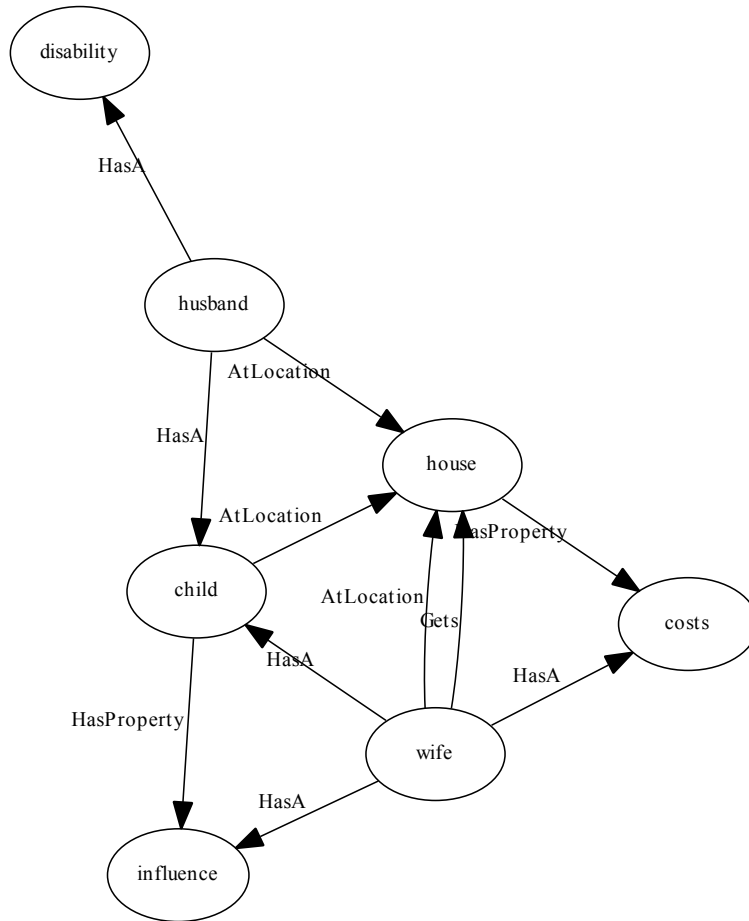 disability
HasA
husband
AtLocation
HasA
house
AtLocation
HasProperty
child
AtLocation
Gets
costs
HasA
HasA
HasProperty
wife
HasA
influence